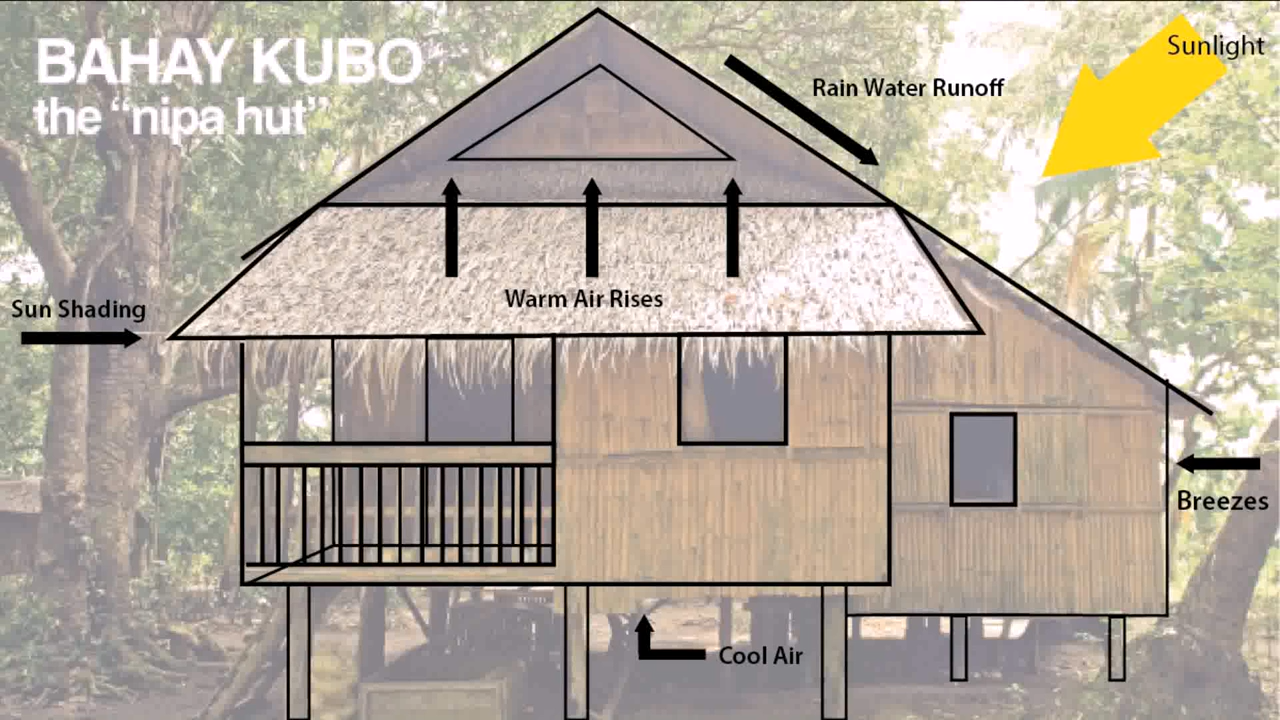 BAHAY KUBO
the “nipa hut”
Sunlight
Rain Water Runoff
Sun Shading
Warm Air Rises
Breezes
Cool Air